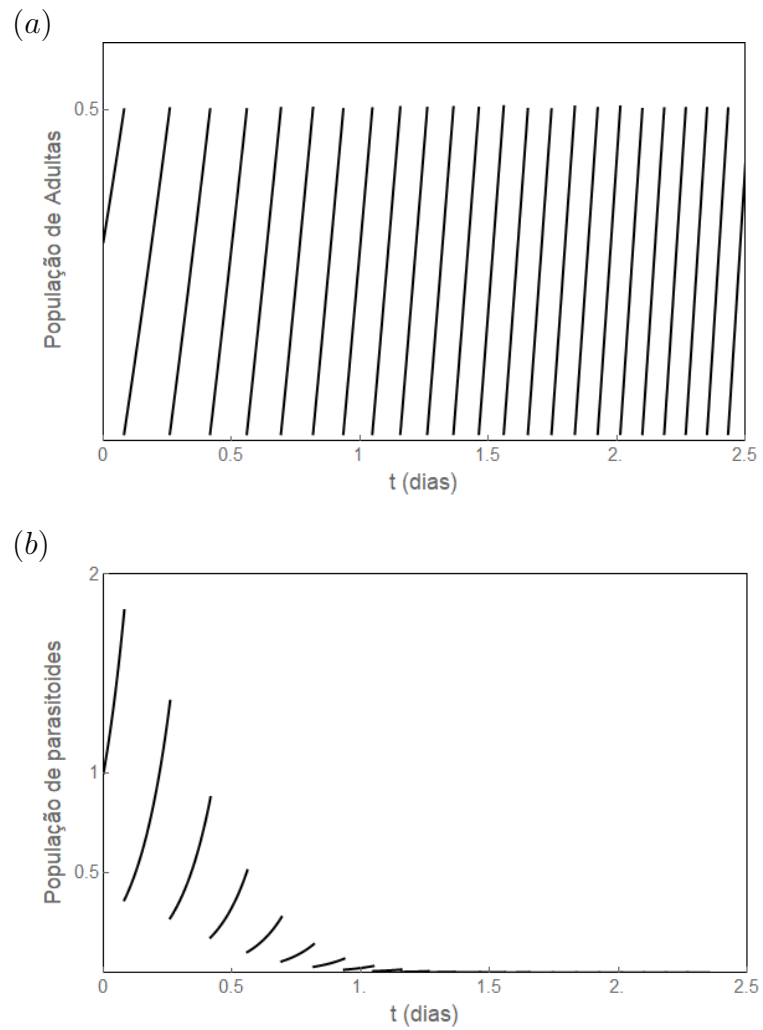 (a)
População de Adultas
0.5
0 0.5 1. 1.5 2. 2.5
t (dias)
(b)
População de parasitoides
2
1
0.5
0 0.5 1. 1.5 2. 2.5
t (dias)